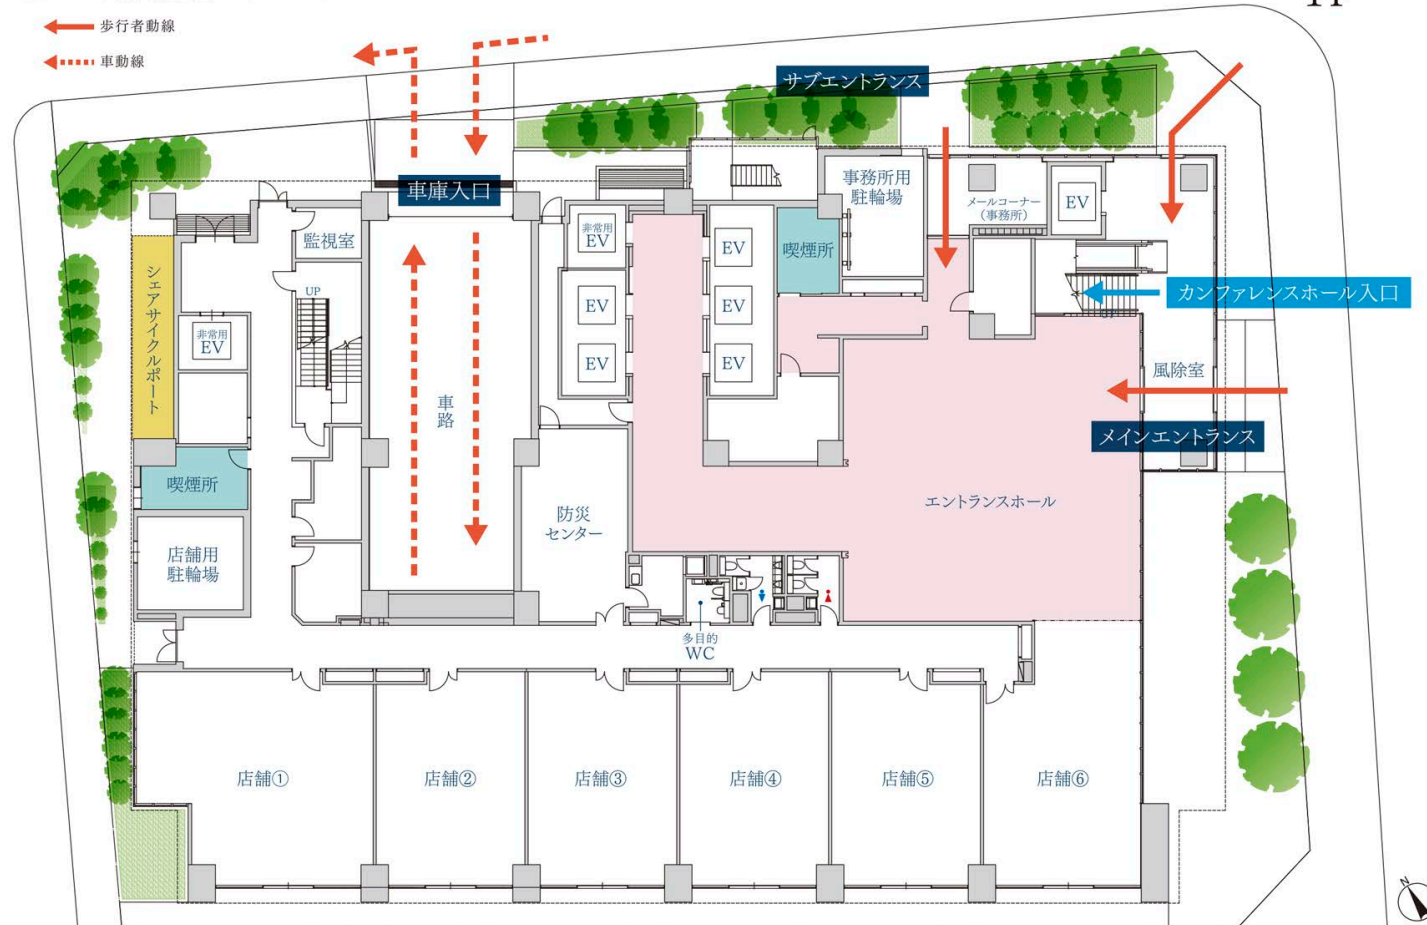 歩行者動線
車動線
サブエントランス
車庫入口
事務所用
駐輪場
メールコーナー
(事務所)
EV
監視室
非常用
EV
EV
喫煙所
UP
カンファレンスホール入口
シェアサイクルポート
非常用
EV
EV
EV
EV
EV
風除室
車路
メインエントランス
喫煙所
エントランスホール
防災
センター
店舗用
駐輪場
多目的
WC
店舗①
店舗②
店舗③
店舗④
店舗⑤
店舗⑥
N